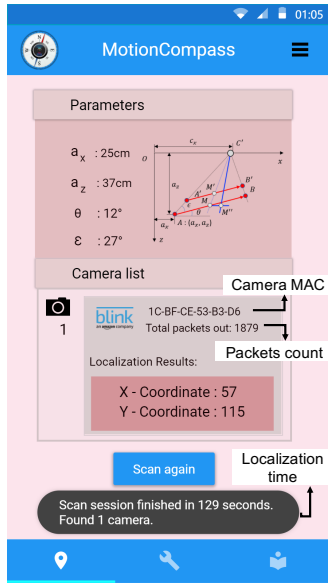 01:05
MotionCompass
Parameters
a x : 25cm
a z : 37cm
θ : 12°
Ɛ : 27°
O
c x
C'
x
a z
A'
M'
B'
B
M
ε
θ
M''
a x
A : {a x, a z}
z
Camera list
Camera MAC
1
blink
an amazon company
1C-BF-CE-53-B3-D6
Total packets out: 1879
Packets count
Localization Results:
X - Coordinate : 57
Y - Coordinate : 115
Scan again
Localization
time
Scan session finished in 129 seconds.
Found 1 camera.